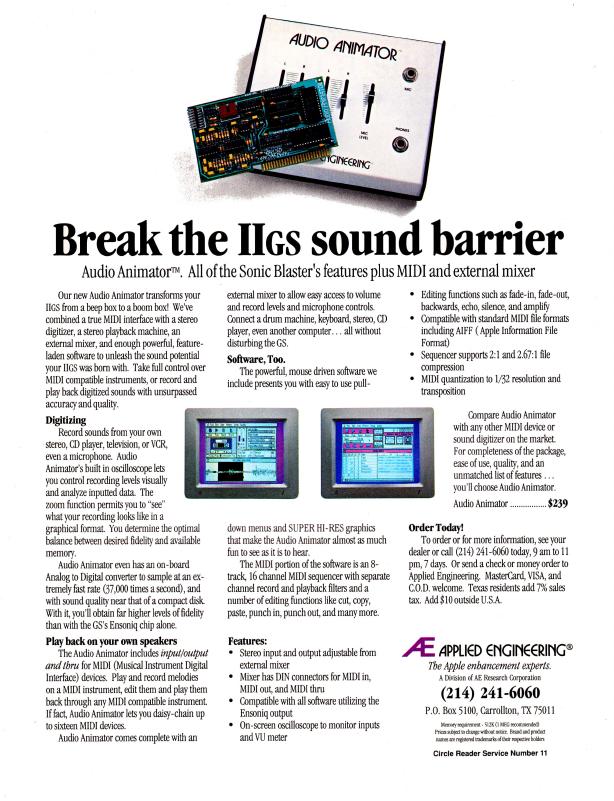 AUDIO ANIMATOR™
L R L R
MIC
MIC
LEVEL
PHONES
NGINEERING
Break the IIGS sound barrier
Audio Animator™. All of the Sonic Blaster's features plus MIDI and external mixer
Our new Audio Animator transforms your
IIGS from a beep box to a boom box! We've
combined a true MIDI interface with a stereo
digitizer, a stereo playback machine, an
external mixer, and enough powerful, feature-
laden software to unleash the sound potential
your IIGS was born with. Take full control over
MIDI compatible instruments, or record and
play back digitized sounds with unsurpassed
accuracy and quality.
Digitizing
Record sounds from your own
stereo, CD player, television, or VCR,
even a microphone. Audio
Animator's built in oscilloscope lets
you control recording levels visually
and analyze inputted data. The
zoom function permits you to "see"
what your recording looks like in a
graphical format. You determine the optimal
balance between desired fidelity and available
memory.
Audio Animator even has an on-board
Analog to Digital converter to sample at an ex-
tremely fast rate (37,000 times a second), and
with sound quality near that of a compact disk.
With it, you'll obtain far higher levels of fidelity
than with the GS's Ensoniq chip alone.
Play back on your own speakers
The Audio Animator includes input/output
and thru for MIDI (Musical Instrument Digital
Interface) devices. Play and record melodies
on a MIDI instrument, edit them and play them
back through any MIDI compatible instrument.
If fact, Audio Animator lets you daisy-chain up
to sixteen MIDI devices.
Audio Animator comes complete with an
external mixer to allow easy access to volume
and record levels and microphone controls.
Connect a drum machine, keyboard, stereo, CD
player, even another computer... all without
disturbing the GS.
Software, Too.
The powerful, mouse driven software we
include presents you with easy to use pull-
down menus and SUPER HI-RES graphics
that make the Audio Animator almost as much
fun to see as it is to hear.
The MIDI portion of the software is an 8-
track, 16 channel MIDI sequencer with separate
channel record and playback filters and a
number of editing functions like cut, copy,
paste, punch in, punch out, and many more.
Features:
• Stereo input and output adjustable from
external mixer
• Mixer has DIN connectors for MIDI in,
MIDI out, and MIDI thru
• Compatible with all software utilizing the
Ensoniq output
• On-screen oscilloscope to monitor inputs
and VU meter
• Editing functions such as fade-in, fade-out,
backwards, echo, silence, and amplify
• Compatible with standard MIDI file formats
including AIFF ( Apple Information File
Format)
• Sequencer supports 2:1 and 2.67:1 file
compression
• MIDI quantization to 1/32 resolution and
transposition
Compare Audio Animator
with any other MIDI device or
sound digitizer on the market.
For completeness of the package,
ease of use, quality, and an
unmatched list of features ...
you'll choose Audio Animator.
Audio Animator .................. $239
Order Today!
To order or for more information, see your
dealer or call (214) 241-6060 today, 9 am to 11
pm, 7 days. Or send a check or money order to
Applied Engineering. MasterCard, VISA, and
C.O.D. welcome. Texas residents add 7% sales
tax. Add $10 outside U.S.A.
Æ APPLIED ENGINEERING®
The Apple enhancement experts.
A Division of AE Research Corporation
(214) 241-6060
P.O. Box 5100, Carrollton, TX 75011
Memory requirement - 512K (1 MEG recommended)
Prices subject to change without notice. Brand and product
names are registered trademarks of their respective holders
Circle Reader Service Number 11